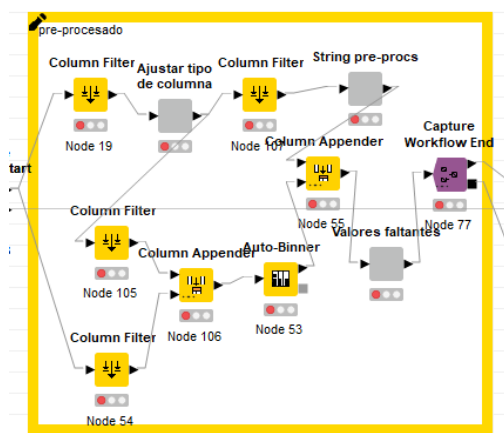 pre-procesado
Column Filter
Node 19
Ajustar tipo
de columna
Column Filter
Node 107
String pre-procs
Column Appender
Node 55
Capture
Workflow End
Node 77
tart
Column Filter
Node 105
Column Appender
Node 106
Auto-Binner
Node 53
Valores faltantes
Column Filter
Node 54